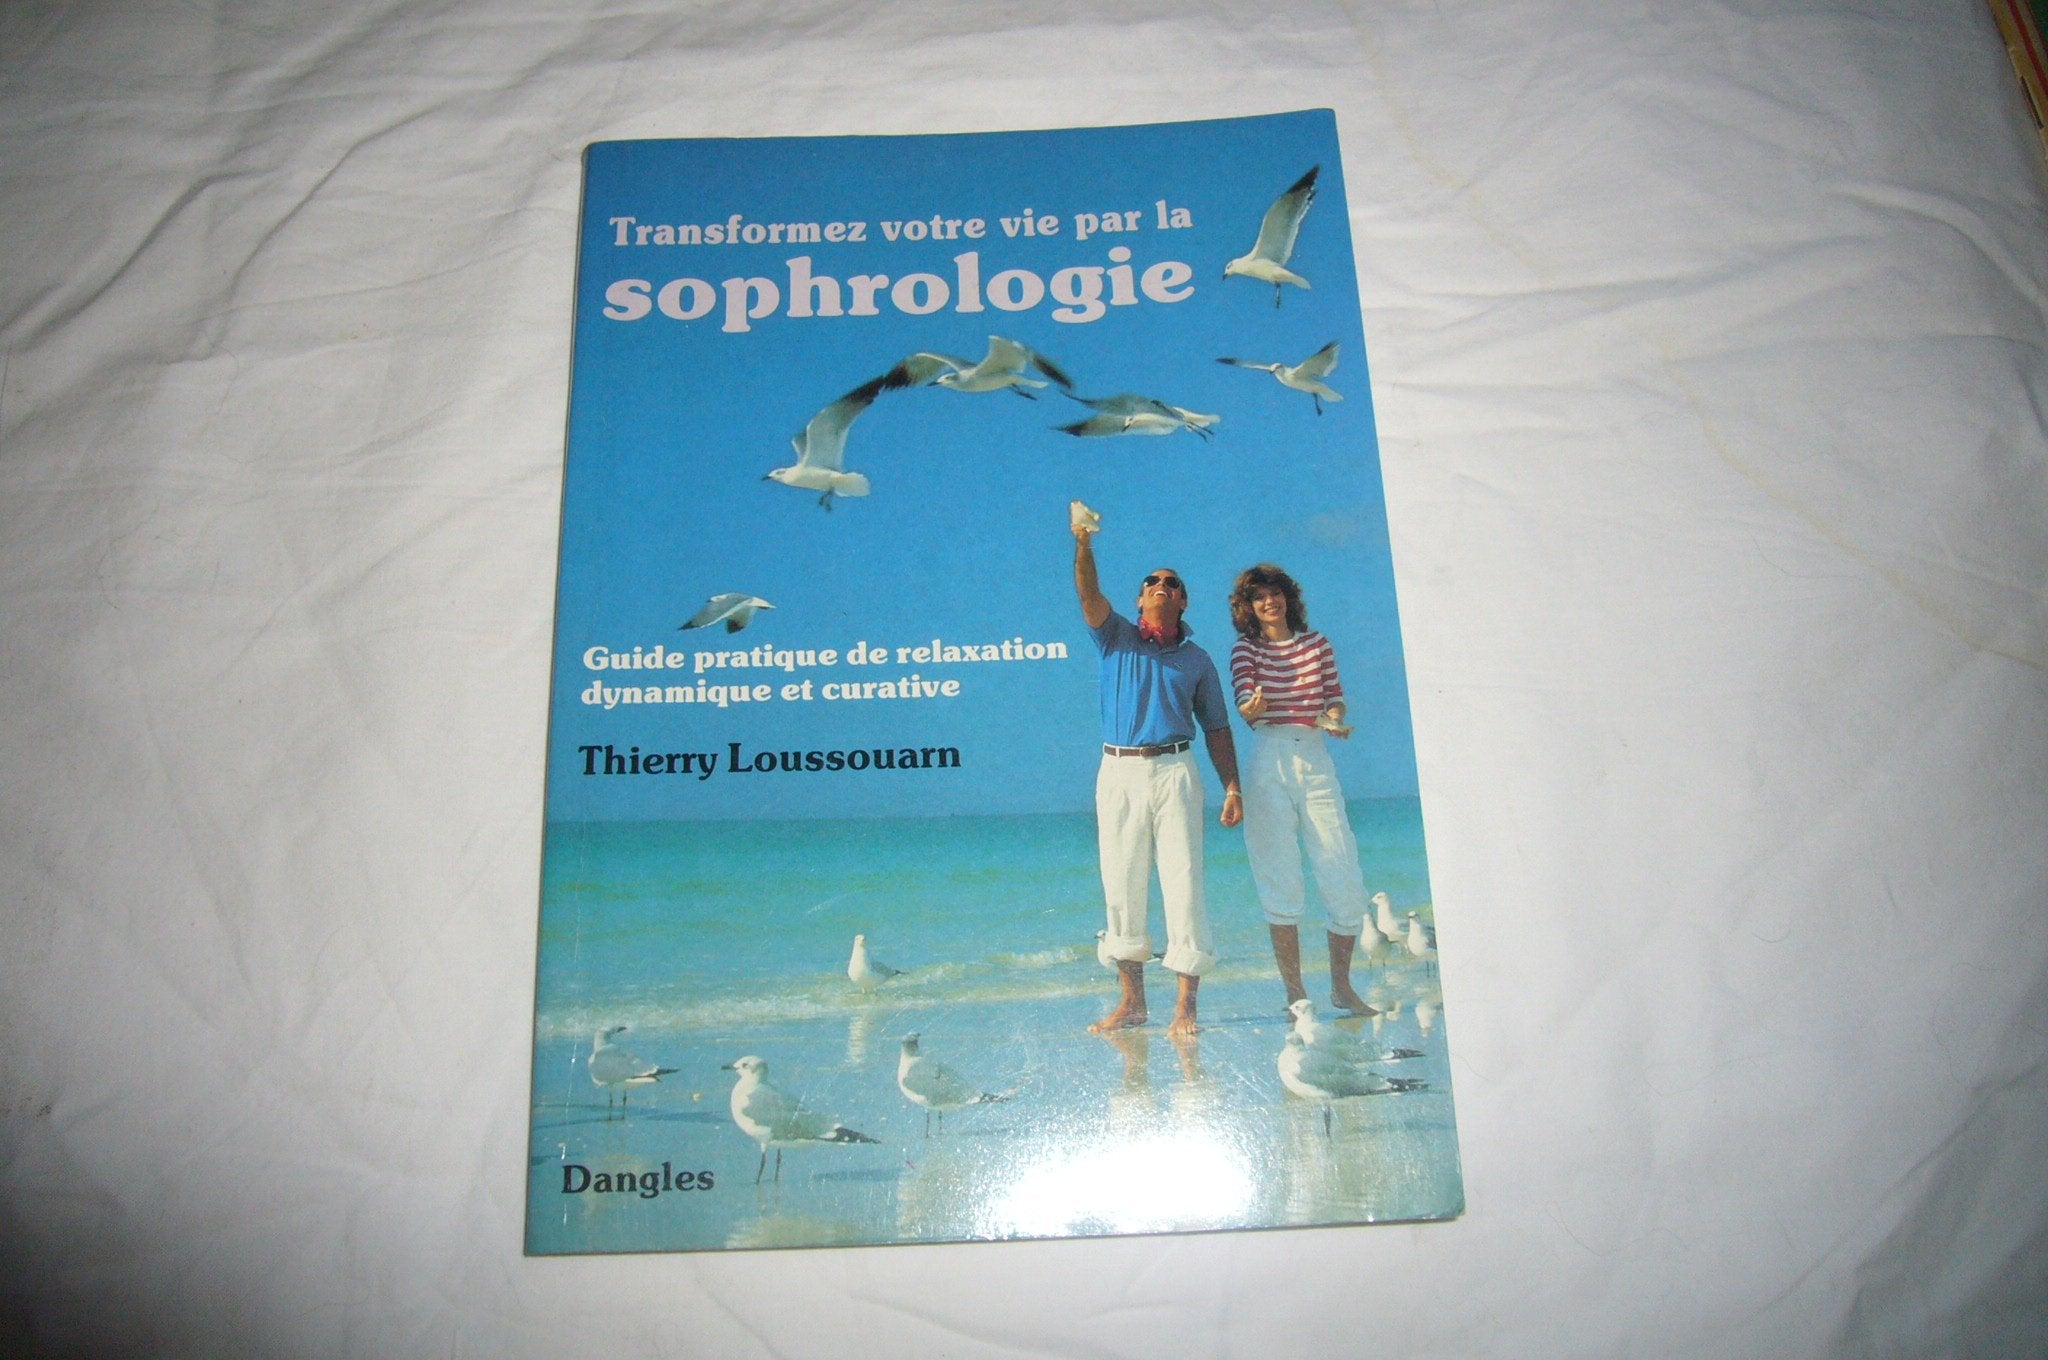 Transformez votre vie par la
sophrologie
Guide pratique de relaxation
dynamique et curative
Thierry Loussouarn
Dangles